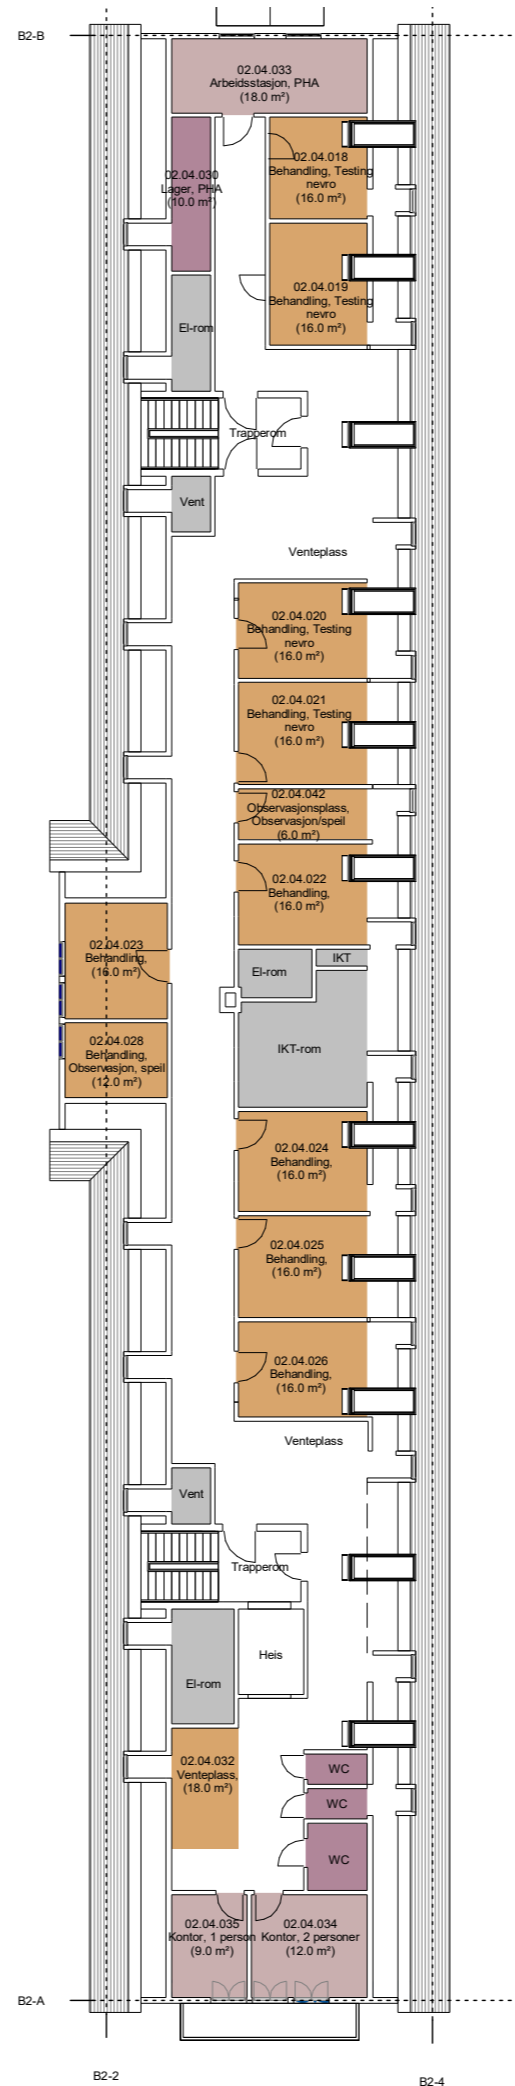 B2-B
02.04.033
Arbeidsstasjon, PHA
(18.0 m²)
02.04.018
Behandling, Testing
nevro
(16.0 m²)
02.04.030
Lager, PHA
(10.0 m²)
02.04.019
Behandling, Testing
nevro
(16.0 m²)
El-rom
Trapperom
Vent
Venteplass
02.04.020
Behandling, Testing
nevro
(16.0 m²)
02.04.021
Behandling, Testing
nevro
(16.0 m²)
02.04.042
Observasjonsplass,
Observasjon/speil
(6.0 m²)
02.04.022
Behandling,
(16.0 m²)
02.04.023
Behandling,
(16.0 m²)
El-rom
IKT
02.04.028
Behandling,
Observasjon, speil
(12.0 m²)
IKT-rom
02.04.024
Behandling,
(16.0 m²)
02.04.025
Behandling,
(16.0 m²)
02.04.026
Behandling,
(16.0 m²)
Venteplass
Vent
Trapperom
Heis
El-rom
02.04.032
Venteplass,
(18.0 m²)
WC
WC
WC
02.04.035
Kontor, 1 person
(9.0 m²)
02.04.034
Kontor, 2 personer
(12.0 m²)
B2-A
B2-2
B2-4